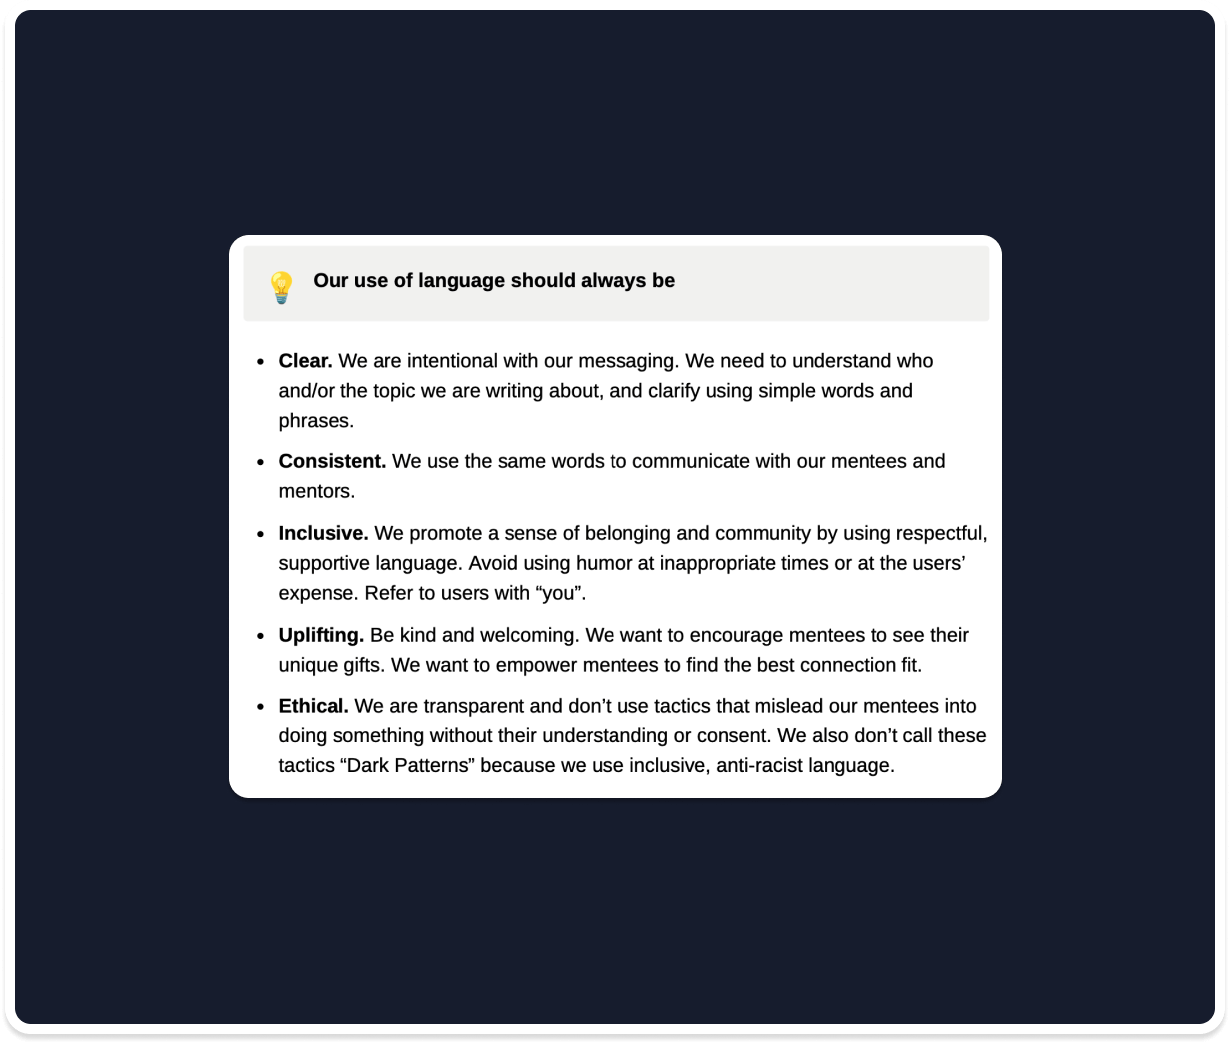 Our use of language should always be
• Clear. We are intentional with our messaging. We need to understand who
and/or the topic we are writing about, and clarify using simple words and
phrases.
• Consistent. We use the same words to communicate with our mentees and
mentors.
• Inclusive. We promote a sense of belonging and community by using respectful,
supportive language. Avoid using humor at inappropriate times or at the users’
expense. Refer to users with “you”.
• Uplifting. Be kind and welcoming. We want to encourage mentees to see their
unique gifts. We want to empower mentees to find the best connection fit.
• Ethical. We are transparent and don’t use tactics that mislead our mentees into
doing something without their understanding or consent. We also don’t call these
tactics “Dark Patterns” because we use inclusive, anti-racist language.